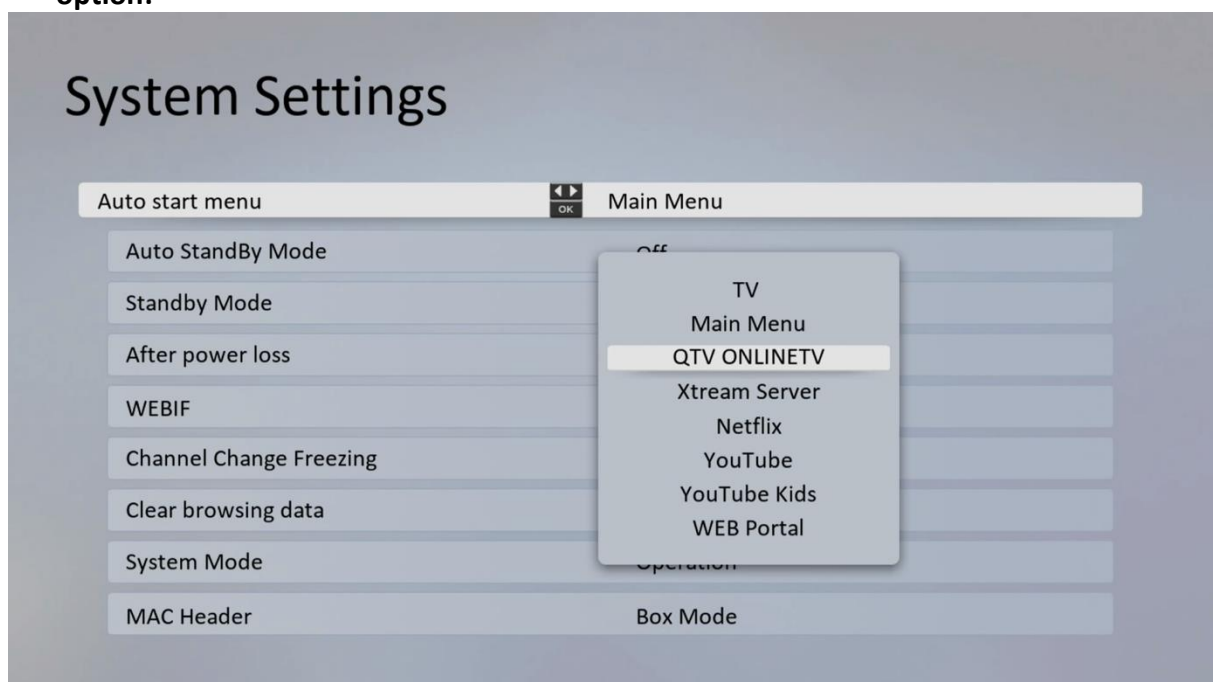 option.
System Settings
Auto start menu OK Main Menu
Auto StandBy Mode Off
Standby Mode
After power loss
WEBIF
Channel Change Freezing
Clear browsing data
System Mode Operation
MAC Header Box Mode
TV
Main Menu
QTV ONLINETV
Xtream Server
Netflix
YouTube
YouTube Kids
WEB Portal